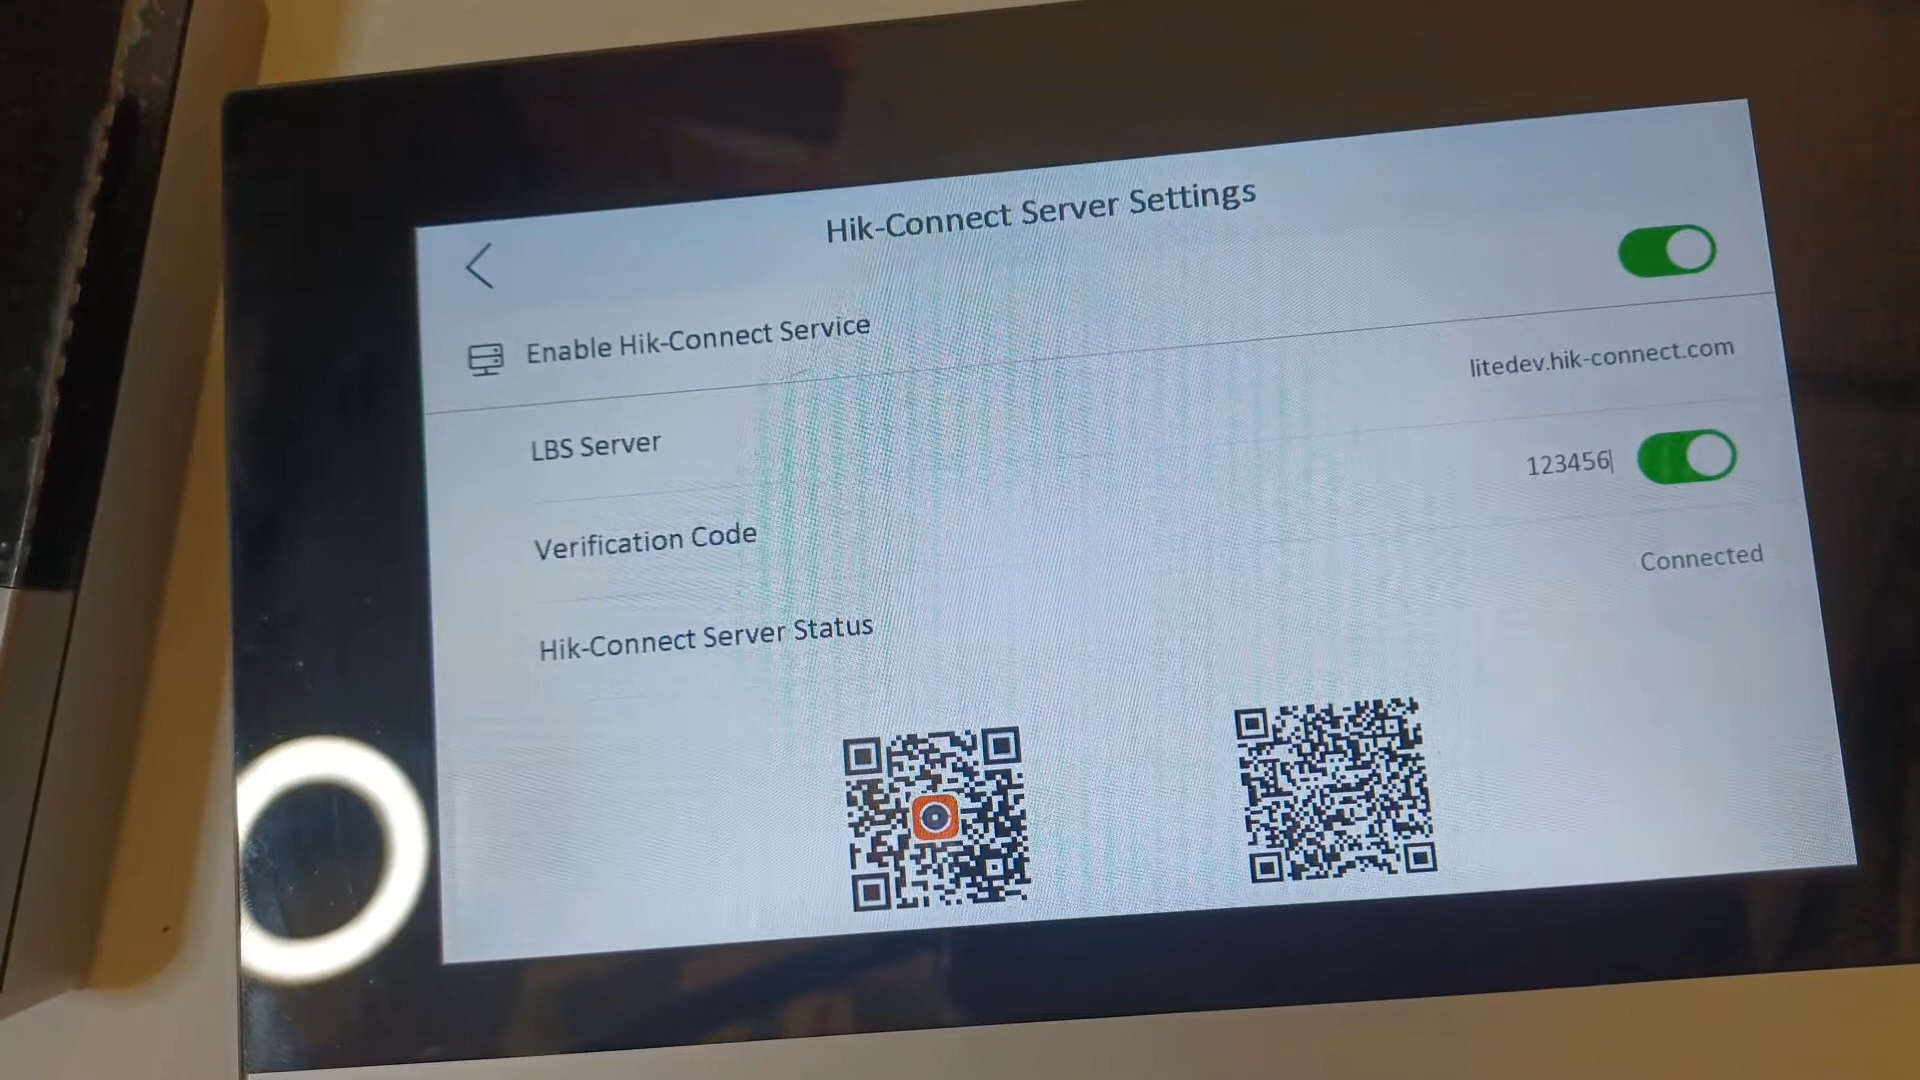 Hik-Connect Server Settings
Enable Hik-Connect Service
LBS Server
litedev.hik-connect.com
Verification Code
123456
Hik-Connect Server Status
Connected